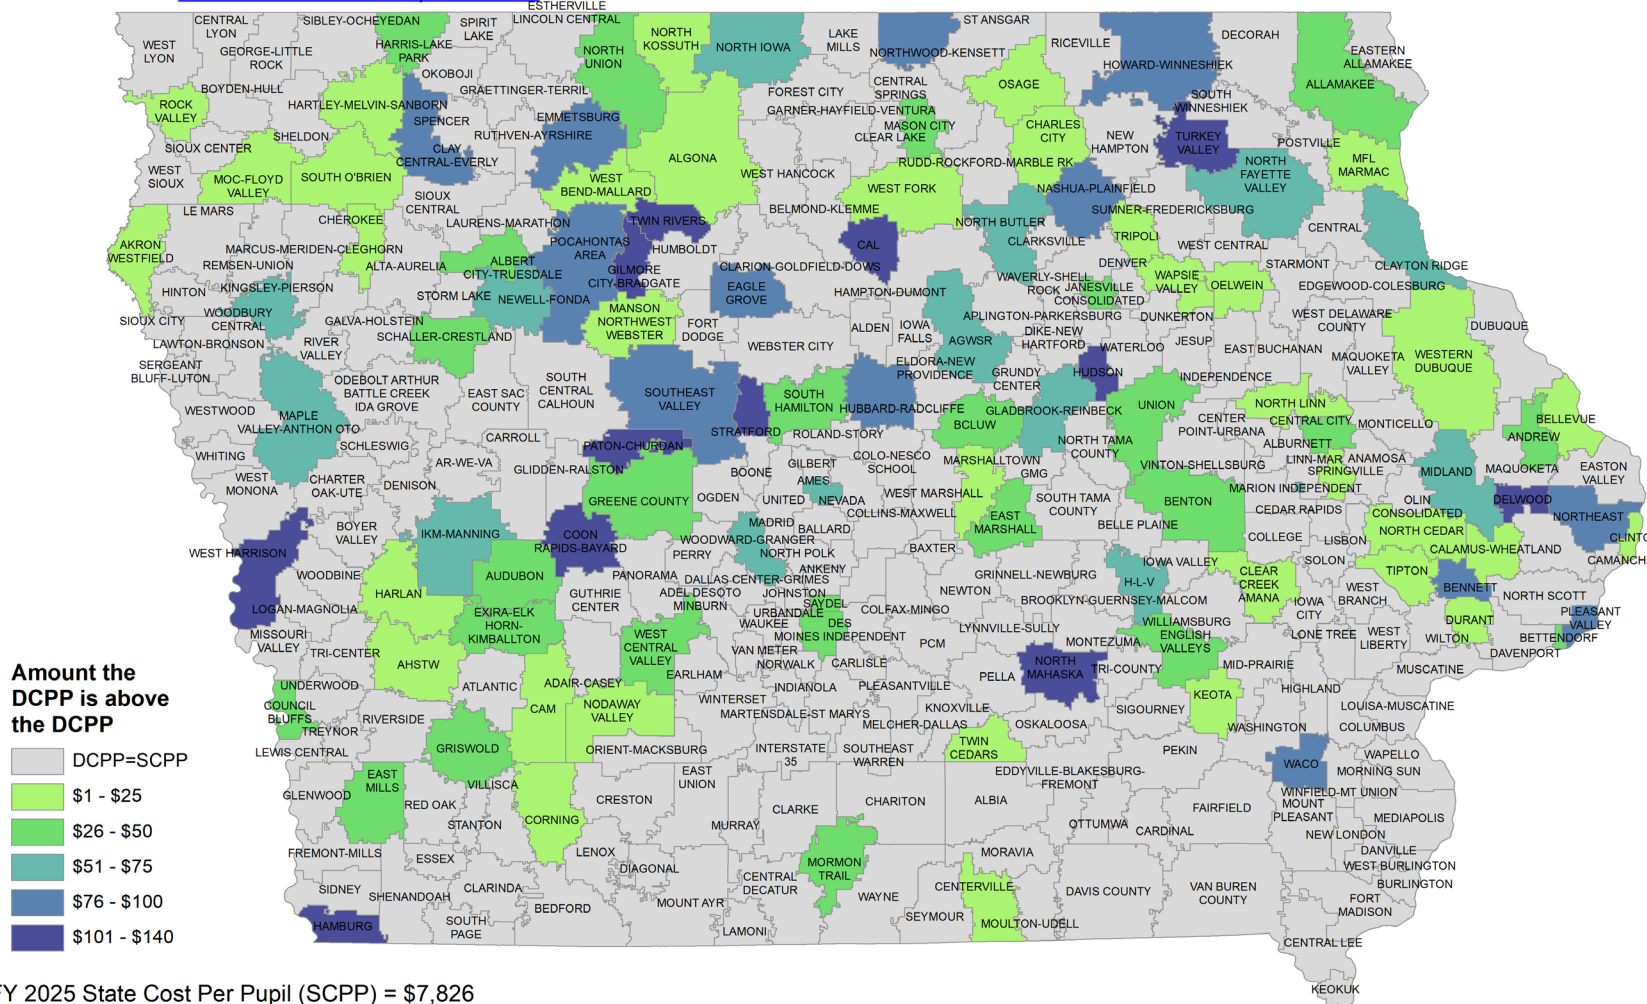 ESTHERVILLE
LINCOLN CENTRAL
CENTRAL
LYON
SIBLEY-OCHEYEDAN
SPIRIT
LAKE
ST ANSGAR
NORTH
KOSSUTH
LAKE
MILLS
WEST
LYON
GEORGE-LITTLE
ROCK
HARRIS-LAKE
PARK
NORTH
UNION
NORTH IOWA
NORTHWOOD-KENSETT
RICEVILLE
DECORAH
EASTERN
ALLAMAKEE
HOWARD-WINNESHIEK
OKOBOJI
BOYDEN-HULL
GRAETTINGER-TERRIL
FOREST CITY
CENTRAL
SPRINGS
OSAGE
ALLAMAKEE
ROCK
VALLEY
HARTLEY-MELVIN-SANBORN
SPENCER
EMMETSBURG
GARNER-HAYFIELD-VENTURA
SOUTH
WINNESHIEK
MASON CITY
CLEAR LAKE
CHARLES
CITY
SHELDON
RUTHVEN-AYRSHIRE
NEW
HAMPTON
TURKEY
VALLEY
POSTVILLE
SIOUX CENTER
CLAY
CENTRAL-EVERLY
ALGONA
RUDD-ROCKFORD-MARBLE RK
NORTH
FAYETTE
VALLEY
MFL
MARMAC
WEST
SIOUX
MOC-FLOYD
VALLEY
SOUTH O'BRIEN
WEST
BEND-MALLARD
WEST HANCOCK
WEST FORK
NASHUA-PLAINFIELD
SIOUX
CENTRAL
LE MARS
CHEROKEE
LAURENS-MARATHON
TWIN RIVERS
BELMOND-KLEMME
NORTH BUTLER
SUMNER-FREDERICKSBURG
CENTRAL
AKRON
WESTFIELD
MARCUS-MERIDEN-CLEGHORN
REMSEN-UNION
ALTA-AURELIA
ALBERT
CITY-TRUESDALE
POCAHONTAS
AREA
HUMBOLDT
CAL
CLARKSVILLE
TRIPOLI
WEST CENTRAL
CLAYTON RIDGE
GILMORE
CITY-BRADGATE
CLARION-GOLDFIELD-DOWS
DENVER
STARMONT
HINTON
KINGSLEY-PIERSON
STORM LAKE
NEWELL-FONDA
EAGLE
GROVE
HAMPTON-DUMONT
WAVERLY-SHELL
ROCK
JANESVILLE
CONSOLIDATED
WAPSIE
VALLEY
OELWEIN
EDGEWOOD-COLESBURG
SIOUX CITY
WOODBURY
CENTRAL
GALVA-HOLSTEIN
SCHALLER-CRESTLAND
MANSON
NORTHWEST
WEBSTER
FORT
DODGE
ALDEN
IOWA
FALLS
APLINGTON-PARKERSBURG
DUNKERTON
WEST DELAWARE
COUNTY
DUBUQUE
LAWTON-BRONSON
RIVER
VALLEY
WEBSTER CITY
AGWSR
DIKE-NEW
HARTFORD
WATERLOO
JESUP
EAST BUCHANAN
MAQUOKETA
VALLEY
WESTERN
DUBUQUE
SERGEANT
BLUFF-LUTON
ODEBOLT ARTHUR
BATTLE CREEK
IDA GROVE
EAST SAC
COUNTY
SOUTH
CENTRAL
CALHOUN
SOUTHEAST
VALLEY
ELDORA-NEW
PROVIDENCE
GRUNDY
CENTER
HUDSON
INDEPENDENCE
WESTWOOD
MAPLE
VALLEY-ANTHON OTO
STRATFORD
SOUTH
HAMILTON
HUBBARD-RADCLIFFE
BCLUW
GLADBROOK-REINBECK
UNION
CENTER
POINT-URBANA
NORTH LINN
CENTRAL CITY
MONTICELLO
BELLEVUE
ANDREW
WHITING
SCHLESWIG
CARROLL
PATON-CHURDAN
ROLAND-STORY
NORTH TAMA
COUNTY
ALBURNETT
LINN-MAR
SPRINGVILLE
ANAMOSA
WEST
MONONA
CHARTER
OAK-UTE
DENISON
AR-WE-VA
GLIDDEN-RALSTON
BOONE
GILBERT
COLO-NESCO
SCHOOL
MARSHALLTOWN
GMG
VINTON-SHELLSBURG
MIDLAND
MAQUOKETA
EASTON
VALLEY
GREENE COUNTY
OGDEN
AMES
UNITED
NEVADA
WEST MARSHALL
SOUTH TAMA
COUNTY
BENTON
MARION INDEPENDENT
OLIN
CONSOLIDATED
DELWOOD
NORTHEAST
BOYER
VALLEY
IKM-MANNING
COON
RAPIDS-BAYARD
MADRID
BALLARD
COLLINS-MAXWELL
EAST
MARSHALL
BELLE PLAINE
CEDAR RAPIDS
COLLEGE
LISBON
NORTH CEDAR
CLINTO
WEST HARRISON
PERRY
WOODWARD-GRANGER
NORTH POLK
BAXTER
IOWA VALLEY
SOLON
CALAMUS-WHEATLAND
CAMANCH
WOODBINE
AUDUBON
PANORAMA
ANKENY
DALLAS CENTER-GRIMES
GRINNELL-NEWBURG
H-L-V
CLEAR
CREEK
AMANA
TIPTON
BENNETT
HARLAN
GUTHRIE
CENTER
ADEL DESOTO
MINBURN
JOHNSTON
NEWTON
BROOKLYN-GUERNSEY-MALCOM
IOWA
CITY
WEST
BRANCH
NORTH SCOTT
LOGAN-MAGNOLIA
EXIRA-ELK
HORN-
KIMBALLTON
URBANDALE
SAYDEL
COLFAX-MINGO
WAUKEE
DES
MOINES INDEPENDENT
LYNNVILLE-SULLY
WILLIAMSBURG
DURANT
PLEASANT
VALLEY
MISSOURI
VALLEY
TRI-CENTER
AHSTW
WEST
CENTRAL
VALLEY
VAN METER
PCM
MONTEZUMA
ENGLISH
VALLEYS
LONE TREE
WEST
LIBERTY
WILTON
BETTENDORF
DAVENPORT
NORWALK
CARLISLE
NORTH
MAHASKA
TRI-COUNTY
MID-PRAIRIE
MUSCATINE
UNDERWOOD
ATLANTIC
ADAIR-CASEY
EARLHAM
INDIANOLA
PLEASANTVILLE
PELLA
KEOTA
HIGHLAND
COUNCIL
BLUFFS
TREYNOR
RIVERSIDE
CAM
NODAWAY
VALLEY
WINTERSET
MARTENSDALE-ST MARYS
KNOXVILLE
MELCHER-DALLAS
OSKALOOSA
SIGOURNEY
WASHINGTON
LOUISA-MUSCATINE
COLUMBUS
LEWIS CENTRAL
GRISWOLD
ORIENT-MACKSBURG
INTERSTATE
35
SOUTHEAST
WARREN
TWIN
CEDARS
PEKIN
WACO
WAPELLO
MORNING SUN
GLENWOOD
EAST
MILLS
VILLISCA
EAST
UNION
EDDYVILLE-BLAKESBURG-
FREMONT
WINFIELD-MT UNION
RED OAK
CRESTON
CLARKE
CHARITON
ALBIA
FAIRFIELD
MOUNT
PLEASANT
MEDIAPOLIS
STANTON
CORNING
MURRAY
OTTUMWA
CARDINAL
NEW LONDON
FREMONT-MILLS
ESSEX
LENOX
DIAGONAL
MORMON
TRAIL
MORAVIA
DANVILLE
WEST BURLINGTON
BURLINGTON
SIDNEY
SHENANDOAH
CLARINDA
BEDFORD
MOUNT AYR
CENTRAL
DECATUR
WAYNE
CENTERVILLE
DAVIS COUNTY
VAN BUREN
COUNTY
FORT
MADISON
HAMBURG
SOUTH
PAGE
LAMONI
SEYMOUR
MOULTON-UDELL
CENTRAL LEE
KEOKUK
Amount the
DCPP is above
the DCPP
DCPP=SCPP
$1 - $25
$26 - $50
$51 - $75
$76 - $100
$101 - $140
FY 2025 State Cost Per Pupil (SCPP) = $7,826